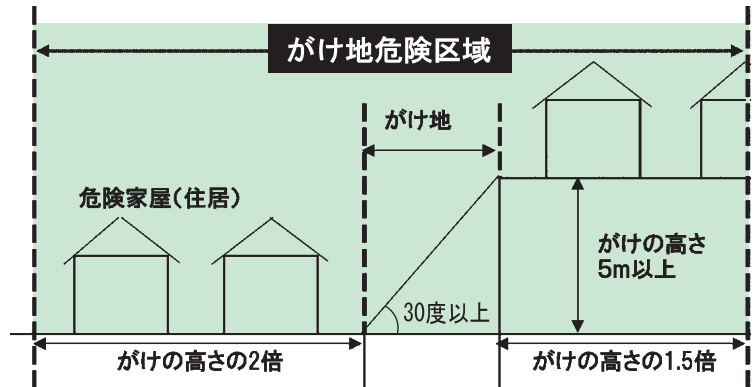 がけ地危険区域
がけ地
危険家屋(住居)
がけの高さ
5m以上
30度以上
がけの高さの2倍
がけの高さの1.5倍